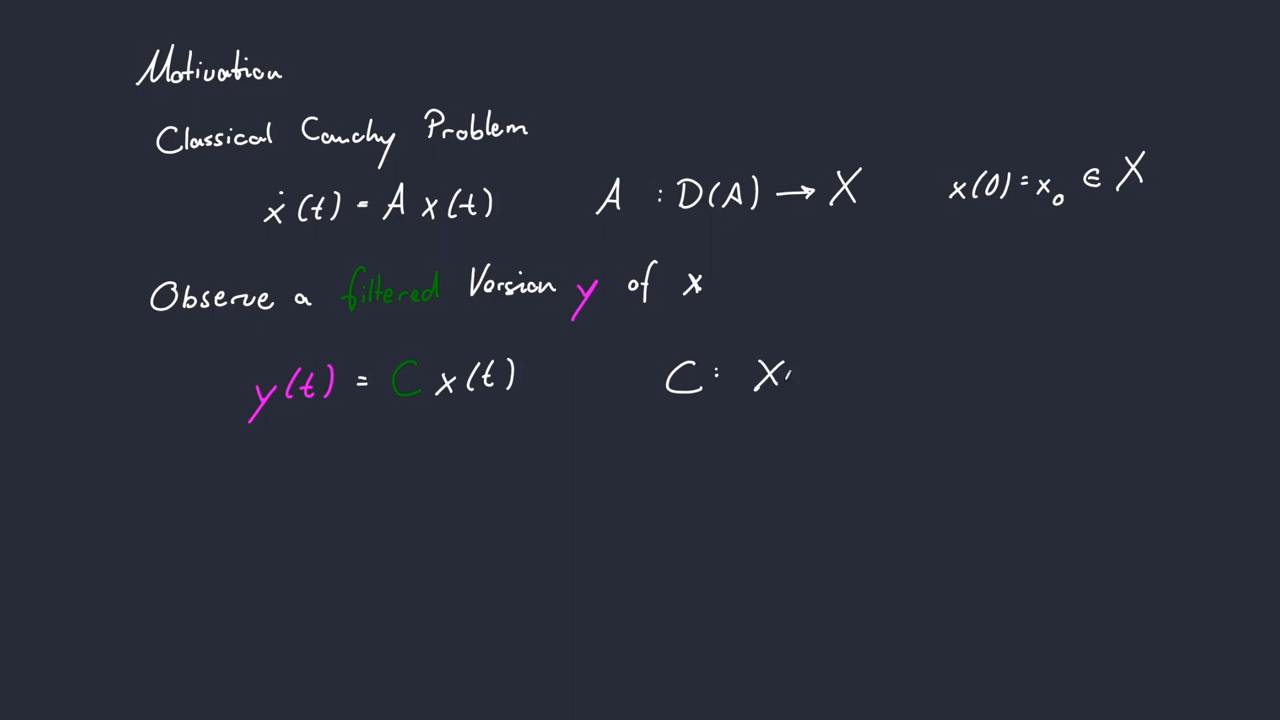 Motivation
Classical Cauchy Problem
ẋ(t) = A x(t) A : D(A) → X x(0) = x₀ ∈ X
Observe a filtered Version y of x
y(t) = C x(t) C : X